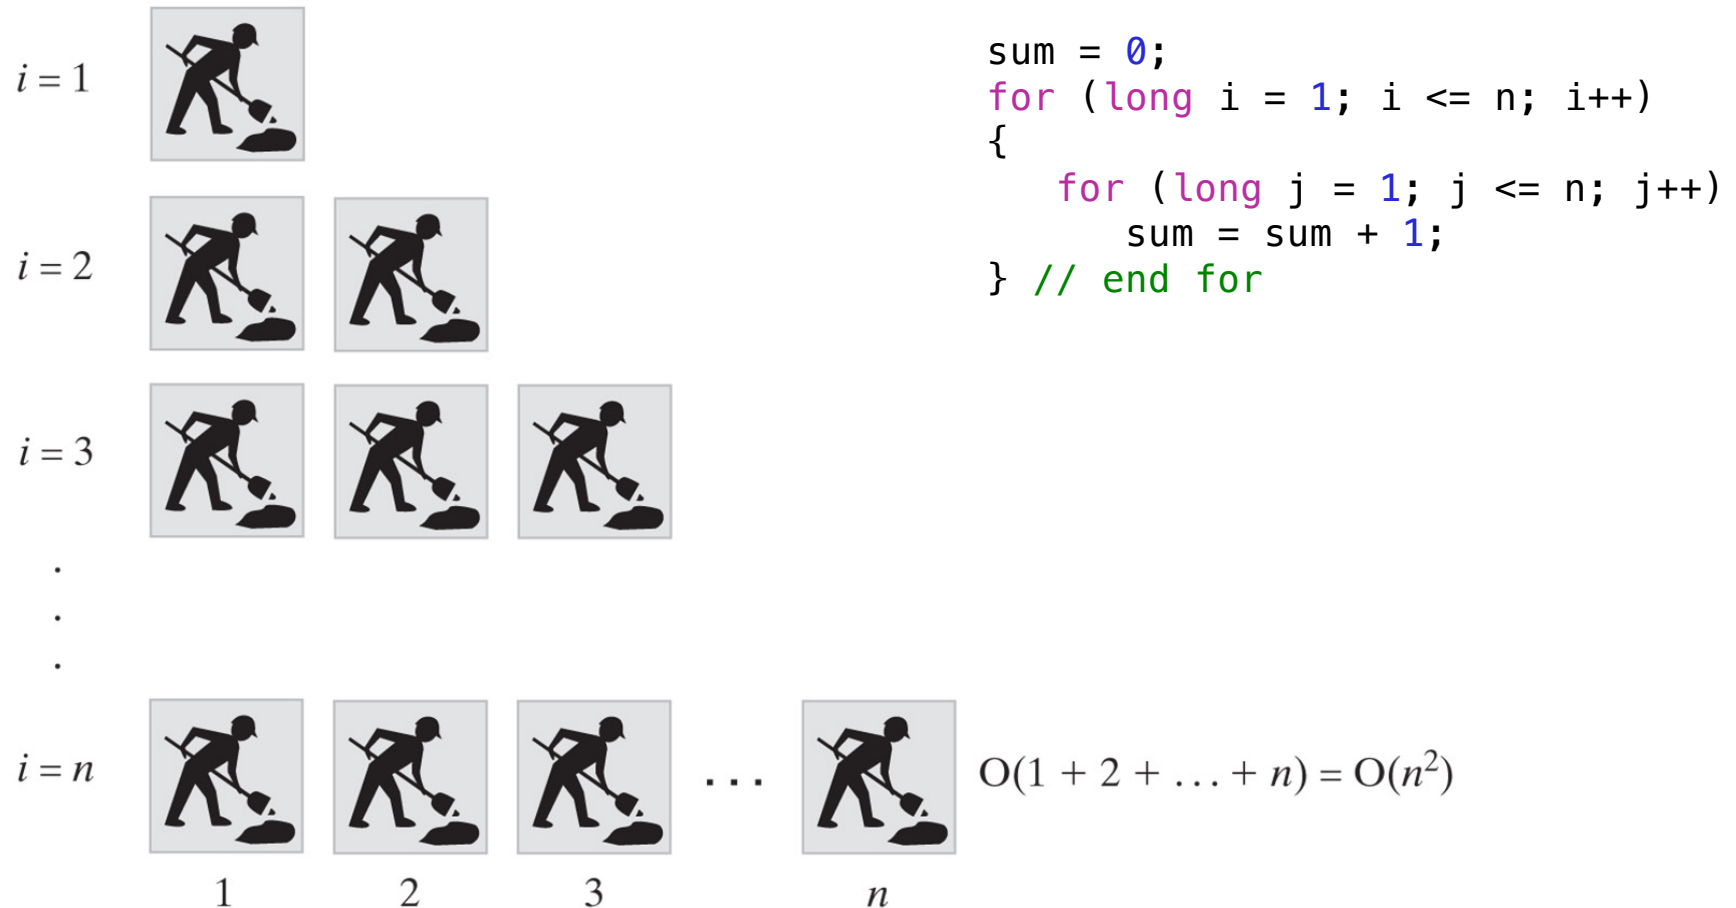 i = 1
sum = 0;
for (long i = 1; i <= n; i++)
{
for (long j = 1; j <= n; j++)
sum = sum + 1;
} // end for
i = 2
i = 3
.
.
.
i = n
. . .
O(1 + 2 + . . . + n) = O(n²)
1 2 3 n